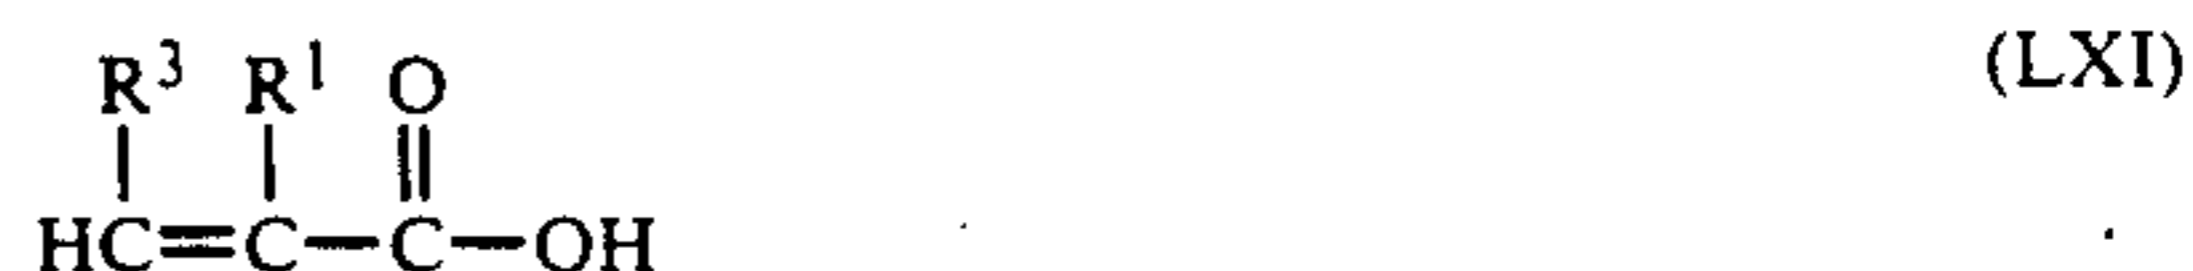 (LXI)
R³ R¹ O
HC=C—C—OH